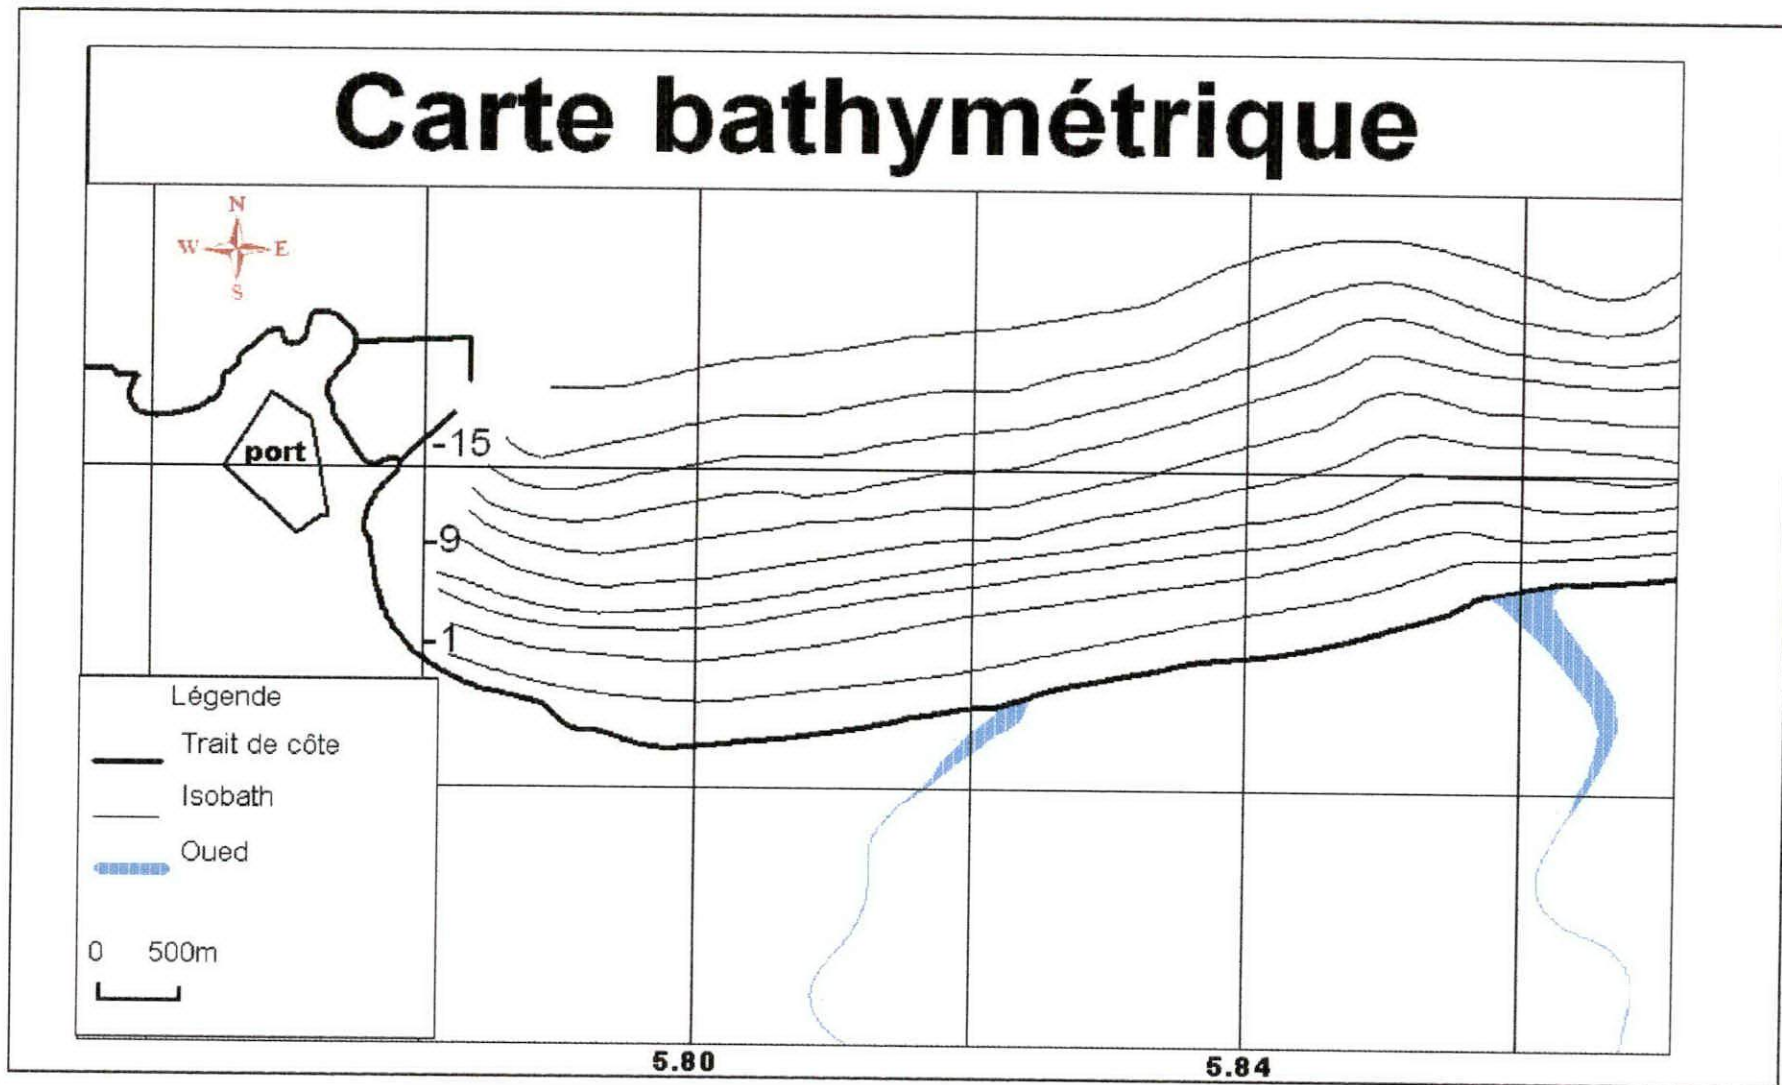 Carte bathymétrique
N
W E
S
port
-15
-9
-1
Légende
Trait de côte
Isobath
Oued
0 500m
5.80 5.84